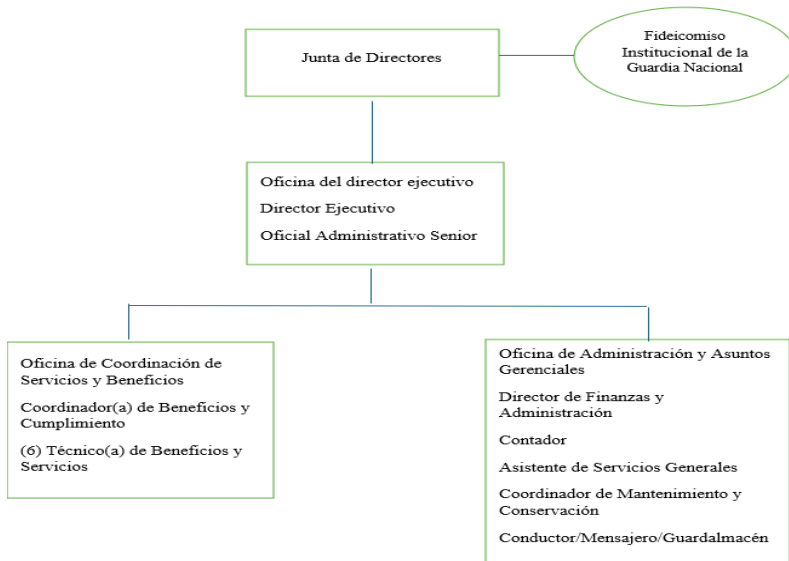 Junta de Directores
Fideicomiso
Institucional de la
Guardia Nacional
Oficina del director ejecutivo
Director Ejecutivo
Oficial Administrativo Senior
Oficina de Coordinación de
Servicios y Beneficios
Coordinador(a) de Beneficios y
Cumplimiento
(6) Técnico(a) de Beneficios y
Servicios
Oficina de Administración y Asuntos
Gerenciales
Director de Finanzas y
Administración
Contador
Asistente de Servicios Generales
Coordinador de Mantenimiento y
Conservación
Conductor/Mensajero/Guardalmacén